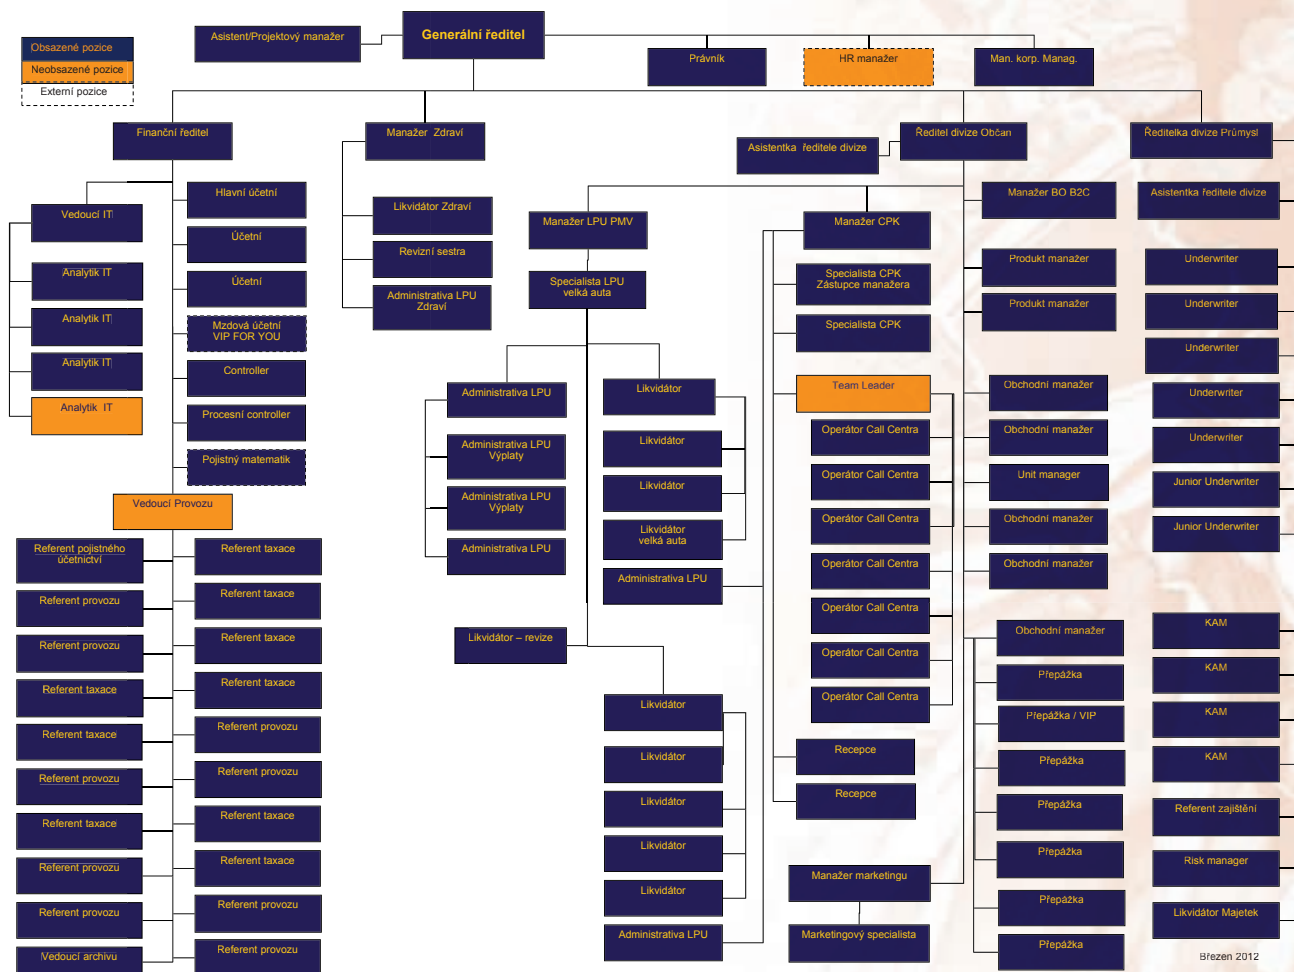 Obsazené pozice
Neobsazené pozice
Externí pozice
Asistent/Projektový manažer
Generální ředitel
Právník
HR manažer
Man. korp. Manag.
Finanční ředitel
Manažer Zdraví
Asistentka ředitele divize
Ředitel divize Občan
Ředitelka divize Průmysl
Vedoucí IT
Analytik IT
Analytik IT
Analytik IT
Analytik IT
Hlavní účetní
Účetní
Účetní
Mzdová účetní
VIP FOR YOU
Controller
Procesní controller
Pojistný matematik
Vedoucí Provozu
Referent pojistného
účetnictví
Referent provozu
Referent provozu
Referent taxace
Referent taxace
Referent provozu
Referent taxace
Referent provozu
Referent provozu
Vedoucí archivu
Referent taxace
Referent taxace
Referent taxace
Referent taxace
Referent provozu
Referent provozu
Referent taxace
Referent taxace
Referent provozu
Referent provozu
Likvidátor Zdraví
Revizní sestra
Administrativa LPU
Zdraví
Manažer LPU PMV
Specialista LPU
velká auta
Administrativa LPU
Administrativa LPU
Výplaty
Administrativa LPU
Výplaty
Administrativa LPU
Likvidátor – revize
Likvidátor
Likvidátor
Likvidátor
Likvidátor
velká auta
Administrativa LPU
Likvidátor
Likvidátor
Likvidátor
Likvidátor
Likvidátor
Administrativa LPU
Manažer CPK
Specialista CPK
Zástupce manažera
Specialista CPK
Team Leader
Operátor Call Centra
Operátor Call Centra
Operátor Call Centra
Operátor Call Centra
Operátor Call Centra
Operátor Call Centra
Operátor Call Centra
Recepce
Recepce
Manažer marketingu
Marketingový specialista
Manažer BO B2C
Produkt manažer
Produkt manažer
Obchodní manažer
Obchodní manažer
Unit manager
Obchodní manažer
Obchodní manažer
Obchodní manažer
Přepážka
Přepážka / VIP
Přepážka
Přepážka
Přepážka
Přepážka
Přepážka
Asistentka ředitele divize
Underwriter
Underwriter
Underwriter
Underwriter
Underwriter
Junior Underwriter
Junior Underwriter
KAM
KAM
KAM
KAM
Referent zajištění
Risk manager
Likvidátor Majetek
Březen 2012